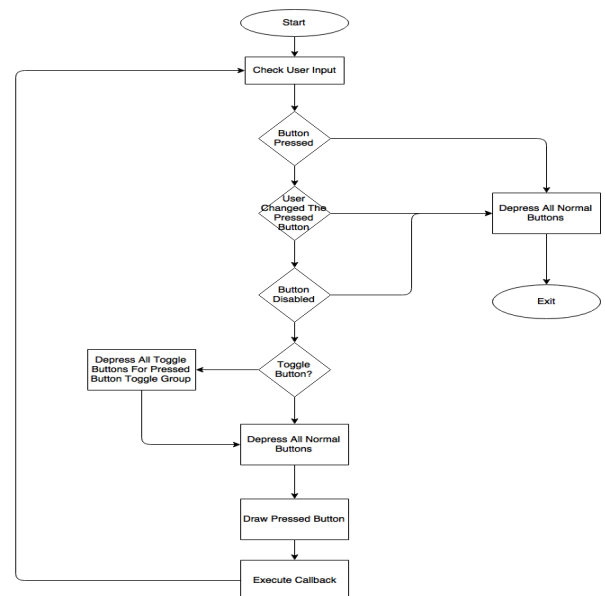 Start
Check User Input
Button
Pressed
User
Changed The
Pressed
Button
Depress All Normal
Buttons
Button
Disabled
Exit
Toggle
Button?
Depress All Toggle
Buttons For Pressed
Button Toggle Group
Depress All Normal
Buttons
Draw Pressed Button
Execute Callback